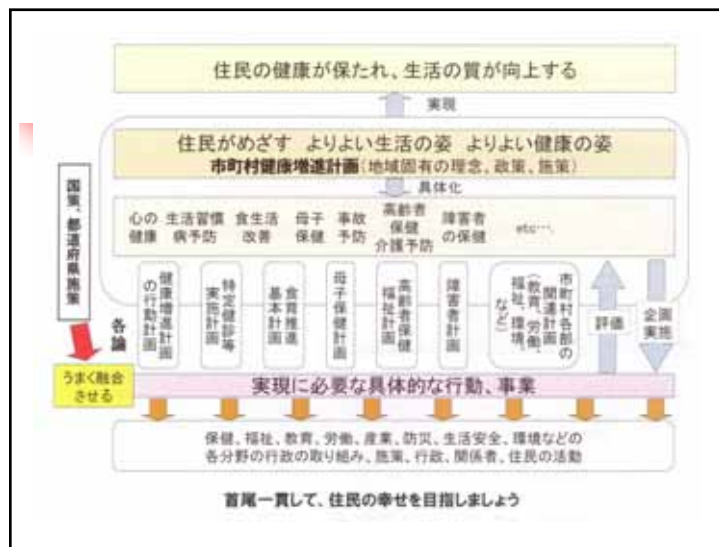 住民の健康が保たれ、生活の質が向上する
実現
住民がめざす よりよい生活の姿 よりよい健康の姿
市町村健康増進計画(地域固有の理念、政策、施策)
具体化
心の
健康
生活習慣
病予防
食生活
改善
母子
保健
事故
予防
高齢者
保健
介護予防
障害者
の保健
etc….
国策、都道府県施策
各論
健康増進計画
の行動計画
特定健診等
実施計画
食育推進
基本計画
母子保健計画
高齢者保健
福祉計画
障害者計画
市町村各部の
関連計画
(教育、労働、
福祉、環境、
など)
評価
企画
実施
うまく融合
させる
実現に必要な具体的な行動、事業
保健、福祉、教育、労働、産業、防災、生活安全、環境などの
各分野の行政の取り組み、施策、行政、関係者、住民の活動
首尾一貫して、住民の幸せを目指しましょう